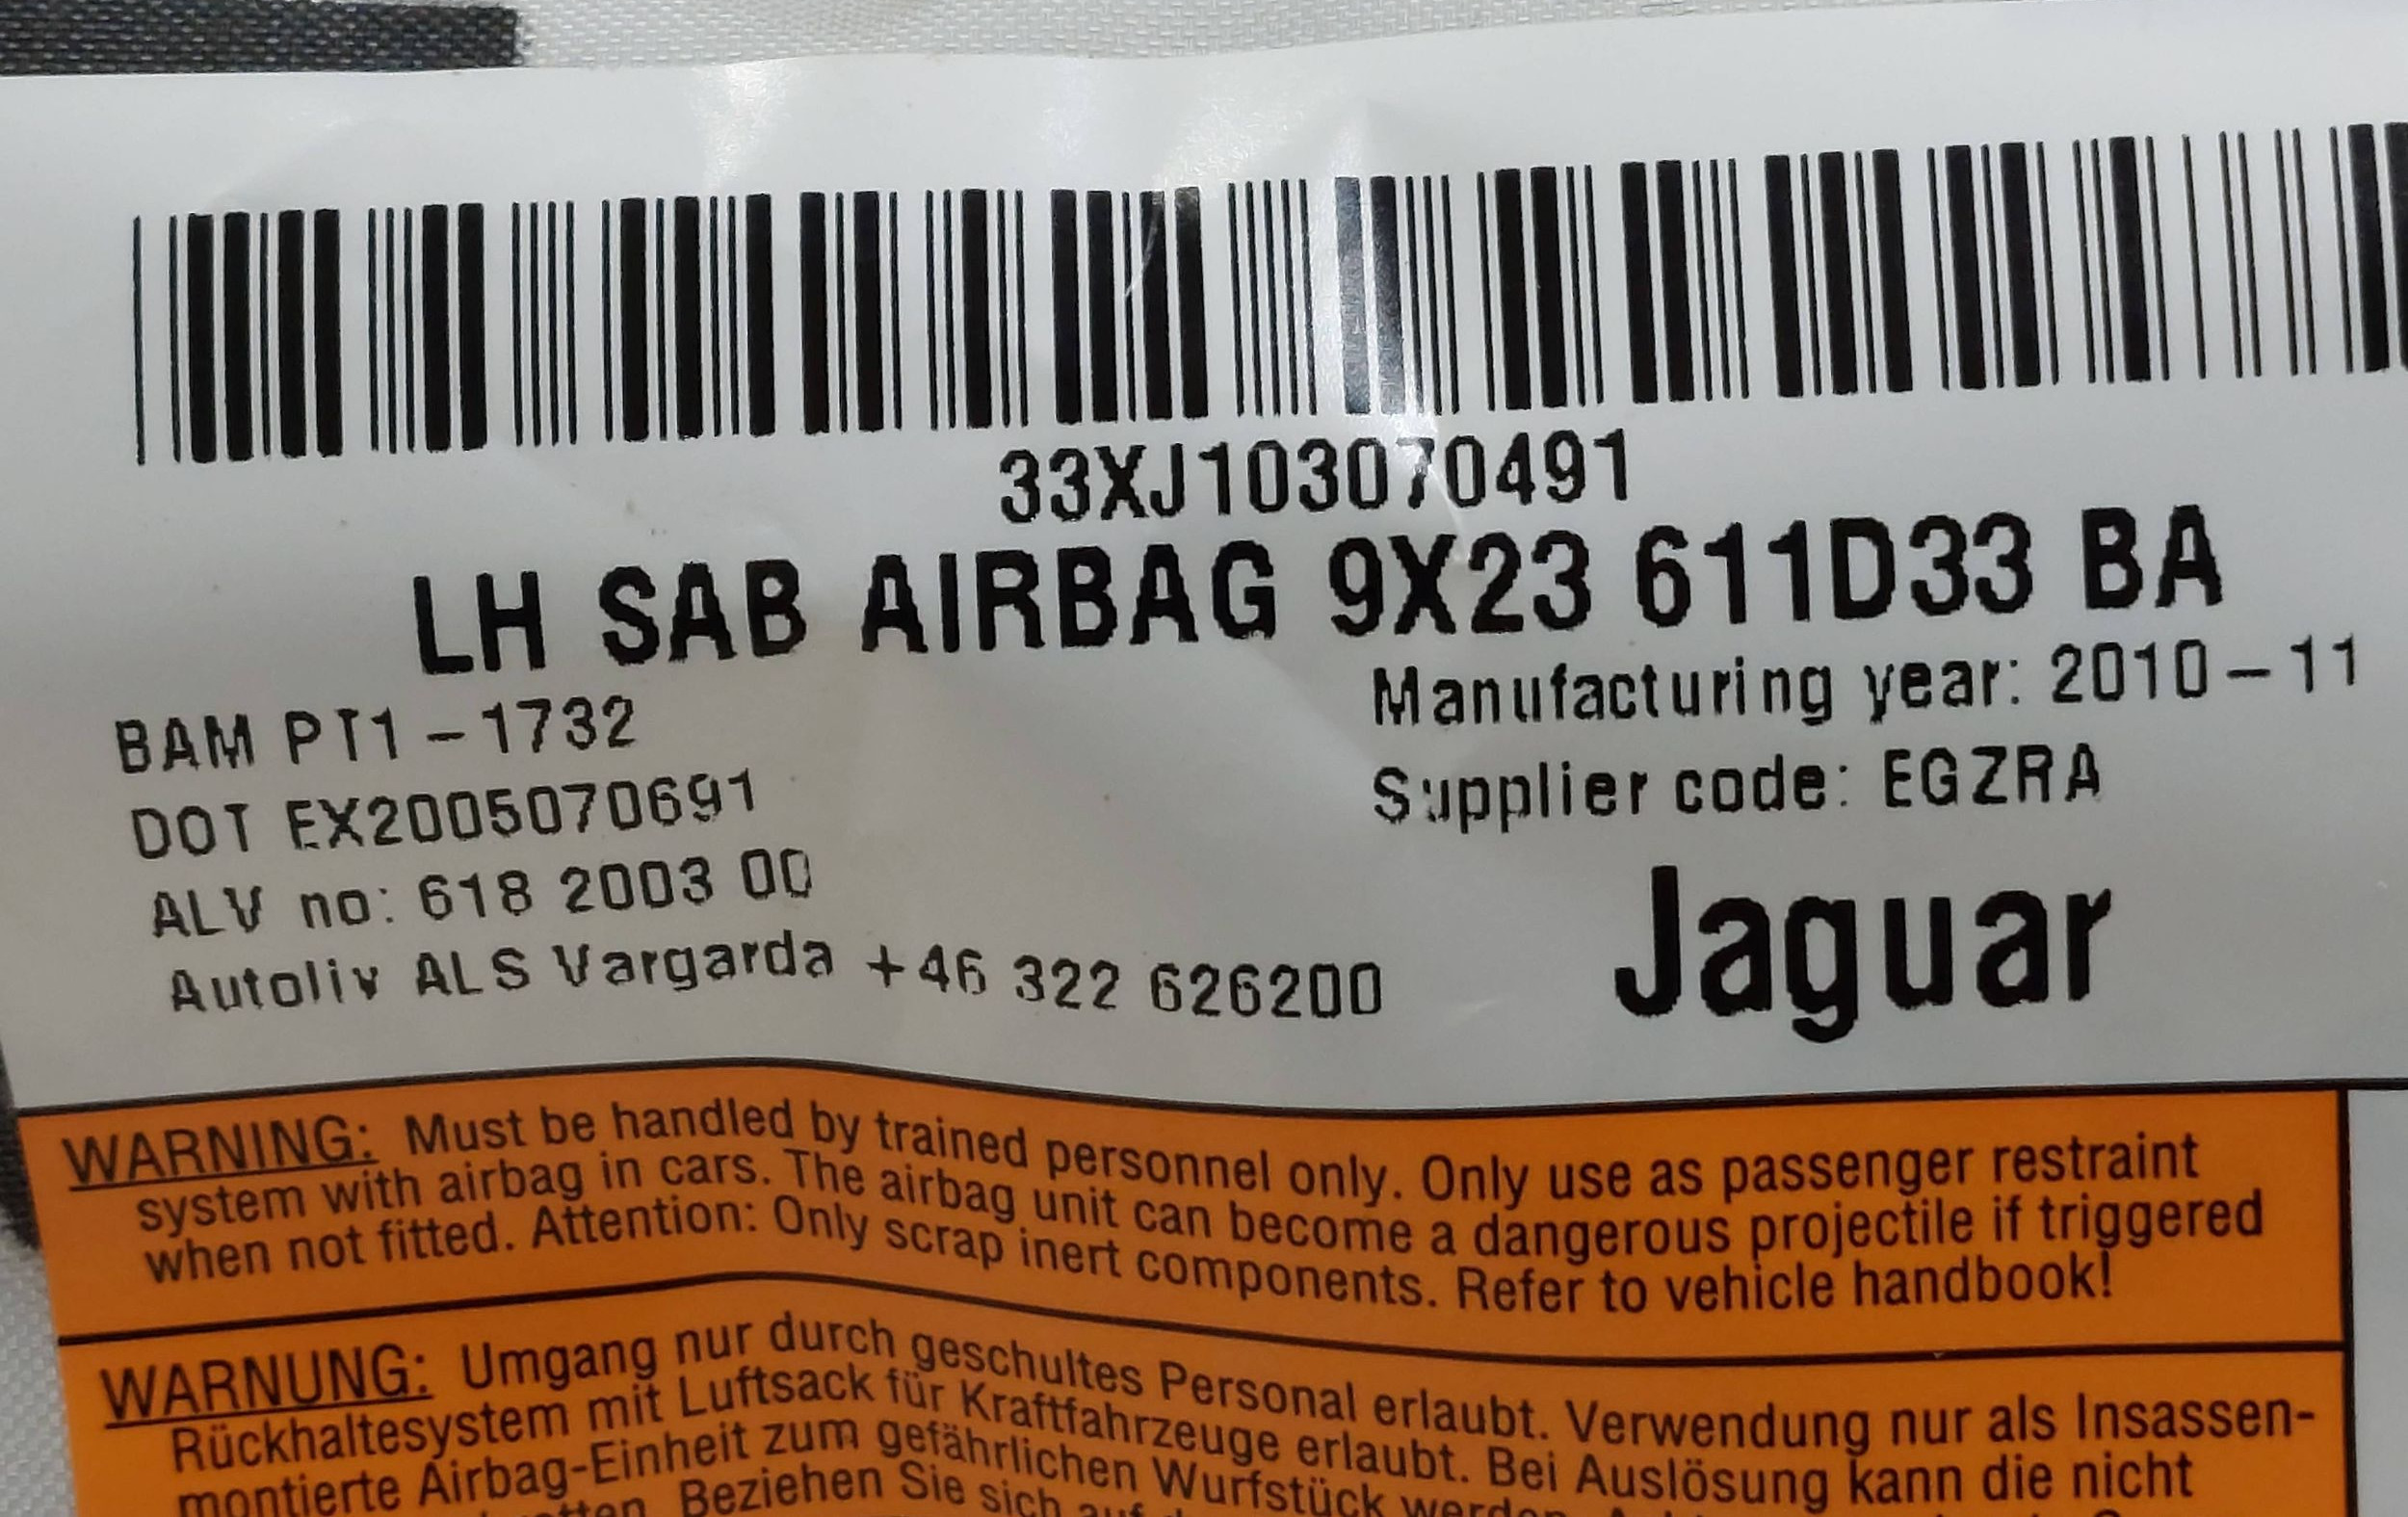 33XJ103070491
LH SAB AIRBAG 9X23 611D33 BA
BAM PT1-1732
Manufacturing year: 2010-11
DOT EX2005070691
Supplier code: EGZRA
ALV no: 618 2003 00
Autoliv ALS Vargarda +46 322 626200
Jaguar
WARNING: Must be handled by trained personnel only. Only use as passenger restraint
system with airbag in cars. The airbag unit can become a dangerous projectile if triggered
when not fitted. Attention: Only scrap inert components. Refer to vehicle handbook!
WARNUNG: Umgang nur durch geschultes Personal erlaubt. Verwendung nur als Insassen-
Rückhaltesystem mit Luftsack für Kraftfahrzeuge erlaubt. Bei Auslösung kann die nicht
montierte Airbag-Einheit zum gefährlichen Wurfstück werden.
Beziehen Sie sich auf